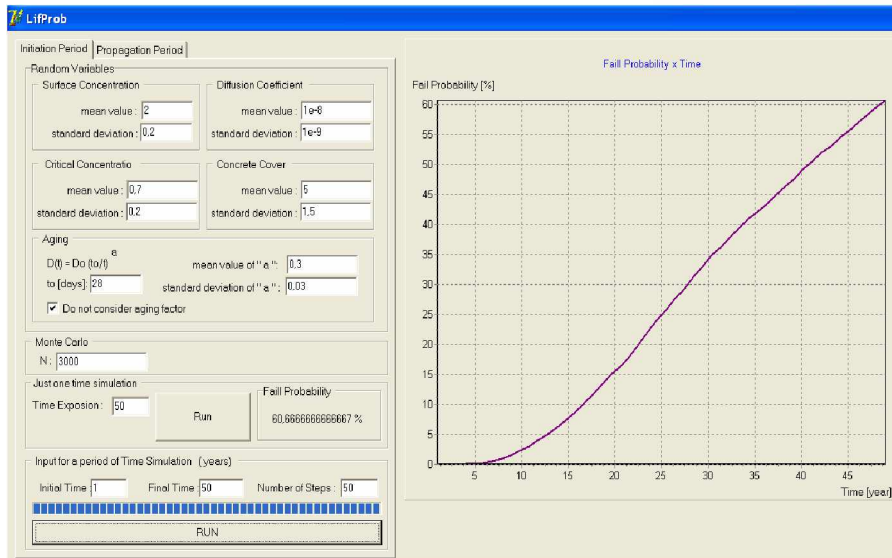 LifProb
Initiation Period Propagation Period
Random Variables
Surface Concentration
mean value : 2
standard deviation : 0,2
Diffusion Coefficient
mean value : 1e-8
standard deviation : 1e-9
Critical Concentratio
mean value : 0,7
standard deviation : 0.2
Concrete Cover
mean value : 5
standard deviation : 1,5
Aging
D(t) = Do (to/t) a
to [days]: 28
mean value of " a ": 0,3
standard deviation of " a " : 0.03
Do not consider aging factor
Monte Carlo
N : 3000
Just one time simulation
Time Exposion : 50
Run
Faill Probability
60,6666666666667 %
Input for a period of Time Simulation (years)
Initial Time 1
Final Time 50
Number of Steps : 50
RUN
Faill Probability x Time
Fail Probability [%]
60
55
50
45
40
35
30
25
20
15
10
5
0
5 10 15 20 25 30 35 40 45
Time [year]